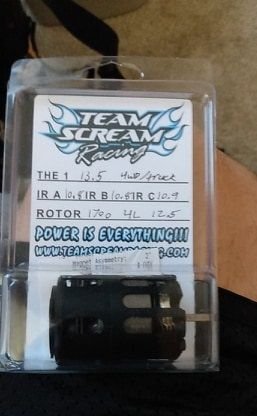 TEAM
SCREAM
Racing
THE 1 13.5 4WD/
IR A 10.8 IR B 10.8 IR C 10.9
ROTOR 1700 4L 12.5
POWER IS EVERYTHING!!!
WWW.TEAMSCREAMRACING.COM
Asymmetry: